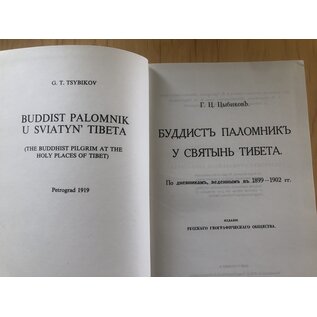 G. T. TSYBIKOV
BUDDIST PALOMNIK
U SVIATYN' TIBETA
(THE BUDDHIST PILGRIM AT THE
HOLY PLACES OF TIBET)
Petrograd 1919
Г. Ц. Цыбиковъ.
БУДДИСТЪ ПАЛОМНИКЪ
У СВЯТЫНЬ ТИБЕТА.
По дневникамъ, веденнымъ въ 1899—1902 гг.
ИЗДАНІЕ
РУССКАГО ГЕОГРАФИЧЕСКАГО ОБЩЕСТВА.